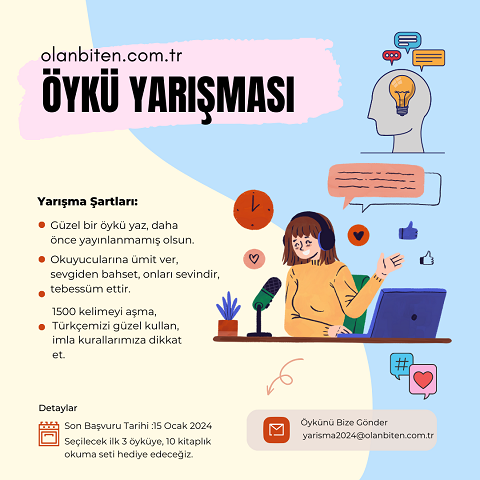 olanbiten.com.tr
ÖYKÜ YARIŞMASI
Yarışma Şartları:
Güzel bir öykü yaz, daha
önce yayınlanmamış olsun.
Okuyucularına ümit ver,
sevgiden bahset, onları sevindir,
tebessüm ettir.
1500 kelimeyi aşma,
Türkçemizi güzel kullan,
imla kurallarımıza dikkat
et.
Detaylar
Son Başvuru Tarihi :15 Ocak 2024
Seçilecek ilk 3 öyküye, 10 kitaplık
okuma seti hediye edeceğiz.
#
Öykünü Bize Gönder
yarisma2024@olanbiten.com.tr